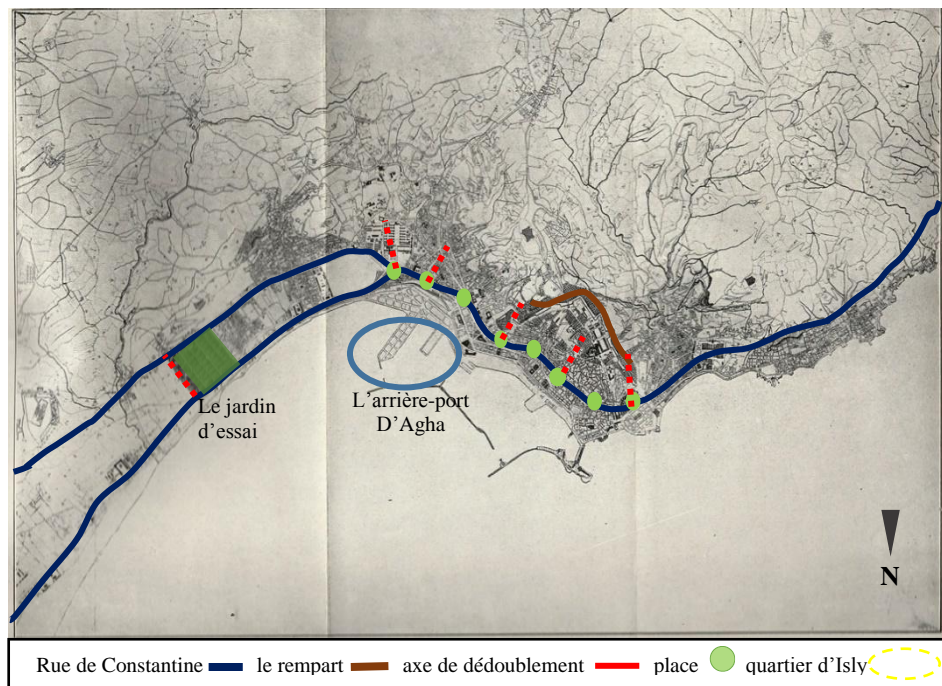 Le jardin
d'essai
L'arrière-port
D'Agha
N
Rue de Constantine le rempart axe de dédoublement place quartier d'Isly